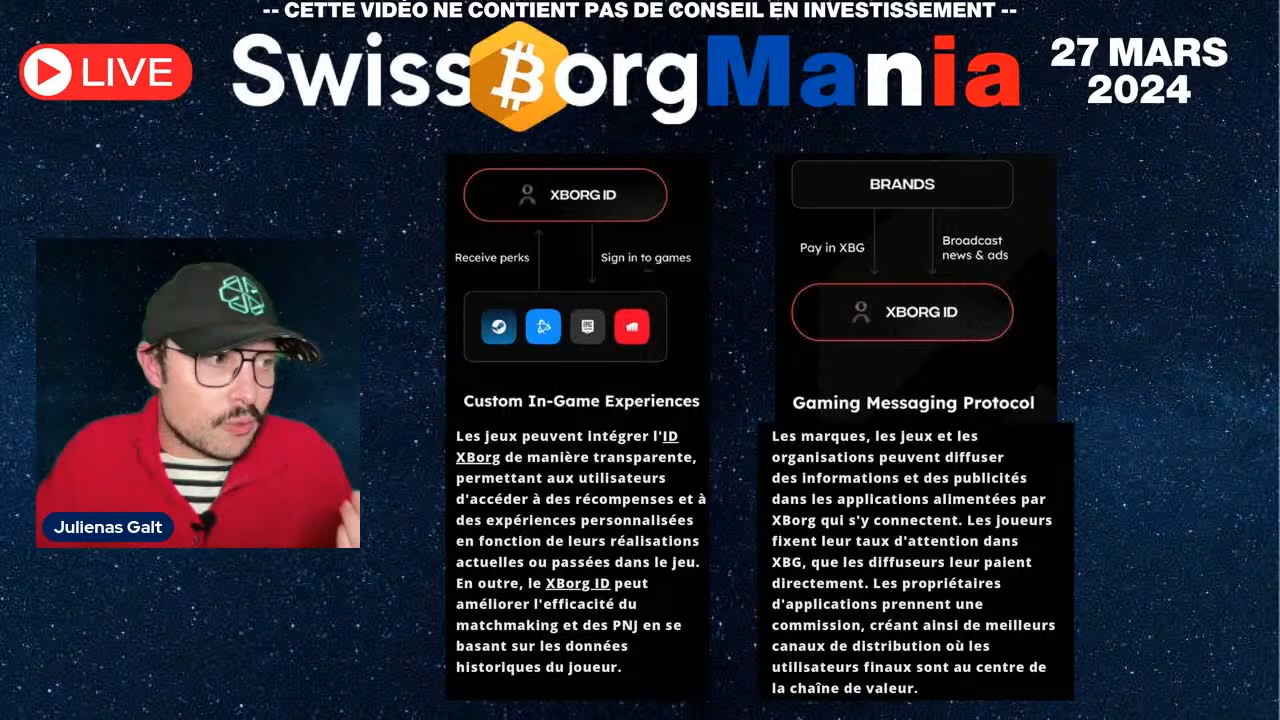 -- CETTE VIDÉO NE CONTIENT PAS DE CONSEIL EN INVESTISSEMENT --
LIVE
SwissBorgMania
27 MARS
2024
XBORG ID
Receive perks
Sign in to games
EPIC
GAMES
Custom In-Game Experiences
Les jeux peuvent intégrer l'ID
XBorg de manière transparente,
permettant aux utilisateurs
d'accéder à des récompenses et à
des expériences personnalisées
en fonction de leurs réalisations
actuelles ou passées dans le jeu.
En outre, le XBorg ID peut
améliorer l'efficacité du
matchmaking et des PNJ en se
basant sur les données
historiques du joueur.
BRANDS
Pay in XBG
Broadcast
news & ads
XBORG ID
Gaming Messaging Protocol
Les marques, les jeux et les
organisations peuvent diffuser
des informations et des publicités
dans les applications alimentées par
XBorg qui s'y connectent. Les joueurs
fixent leur taux d'attention dans
XBG, que les diffuseurs leur paient
directement. Les propriétaires
d'applications prennent une
commission, créant ainsi de meilleurs
canaux de distribution où les
utilisateurs finaux sont au centre de
la chaîne de valeur.
Julienas Galt